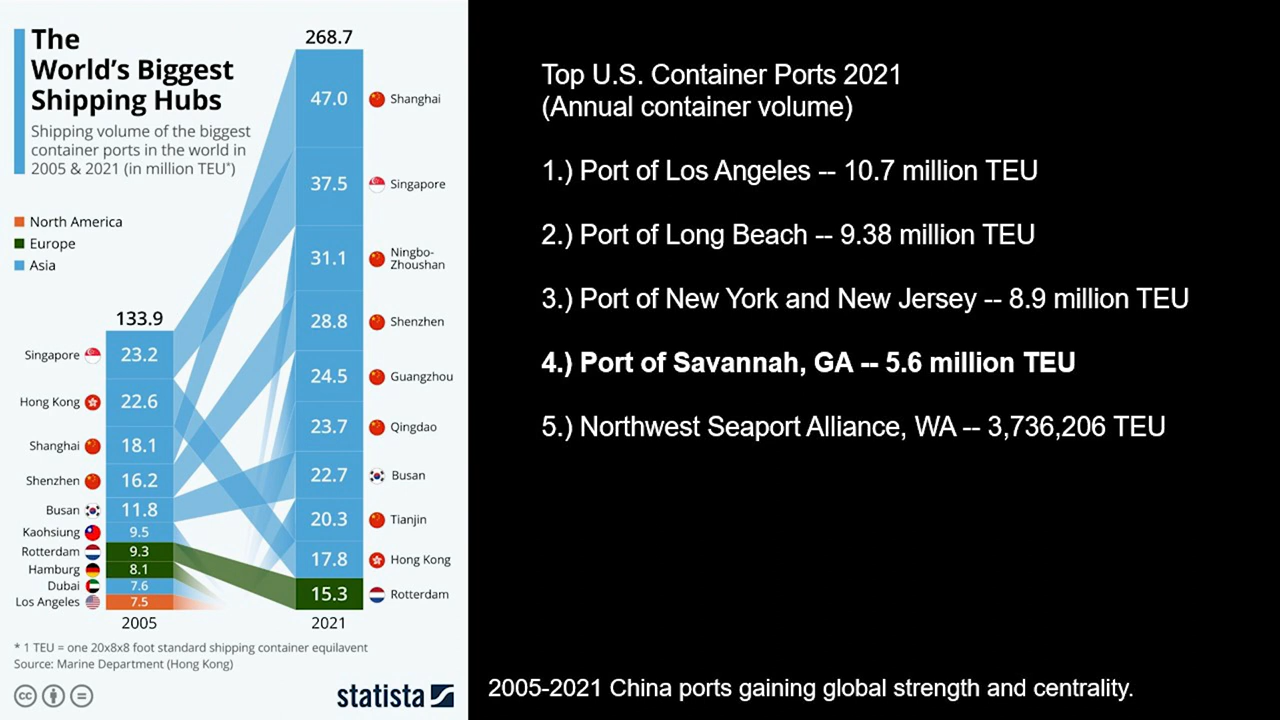 The
World's Biggest
Shipping Hubs
Shipping volume of the biggest
container ports in the world in
2005 & 2021 (in million TEU*)
North America
Europe
Asia
133.9
Singapore 23.2
Hong Kong 22.6
Shanghai 18.1
Shenzhen 16.2
Busan 11.8
Kaohsiung 9.5
Rotterdam 9.3
Hamburg 8.1
Dubai 7.6
Los Angeles 7.5
2005
268.7
47.0 Shanghai
37.5 Singapore
31.1 Ningbo-
Zhoushan
28.8 Shenzhen
24.5 Guangzhou
23.7 Qingdao
22.7 Busan
20.3 Tianjin
17.8 Hong Kong
15.3 Rotterdam
2021
* 1 TEU = one 20x8x8 foot standard shipping container equilavent
Source: Marine Department (Hong Kong)
cc
statista
Top U.S. Container Ports 2021
(Annual container volume)
1.) Port of Los Angeles -- 10.7 million TEU
2.) Port of Long Beach -- 9.38 million TEU
3.) Port of New York and New Jersey -- 8.9 million TEU
4.) Port of Savannah, GA -- 5.6 million TEU
5.) Northwest Seaport Alliance, WA -- 3,736,206 TEU
2005-2021 China ports gaining global strength and centrality.